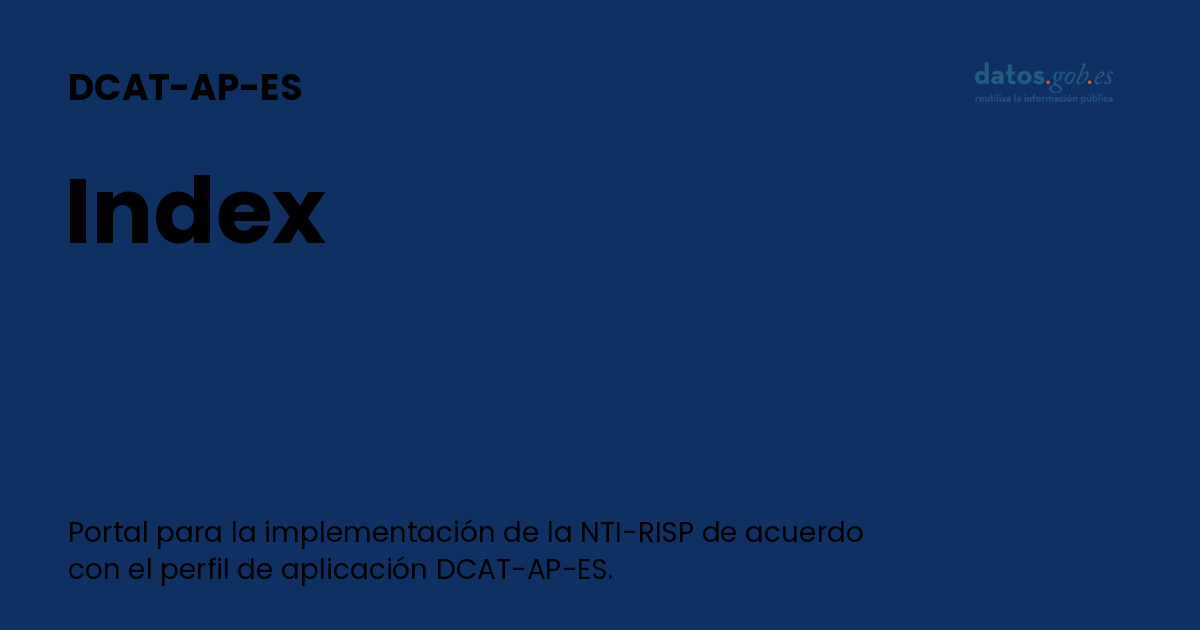 DCAT-AP-ES
datos.gob.es
reutiliza la información pública
Index
Portal para la implementación de la NTI-RISP de acuerdo
con el perfil de aplicación DCAT-AP-ES.